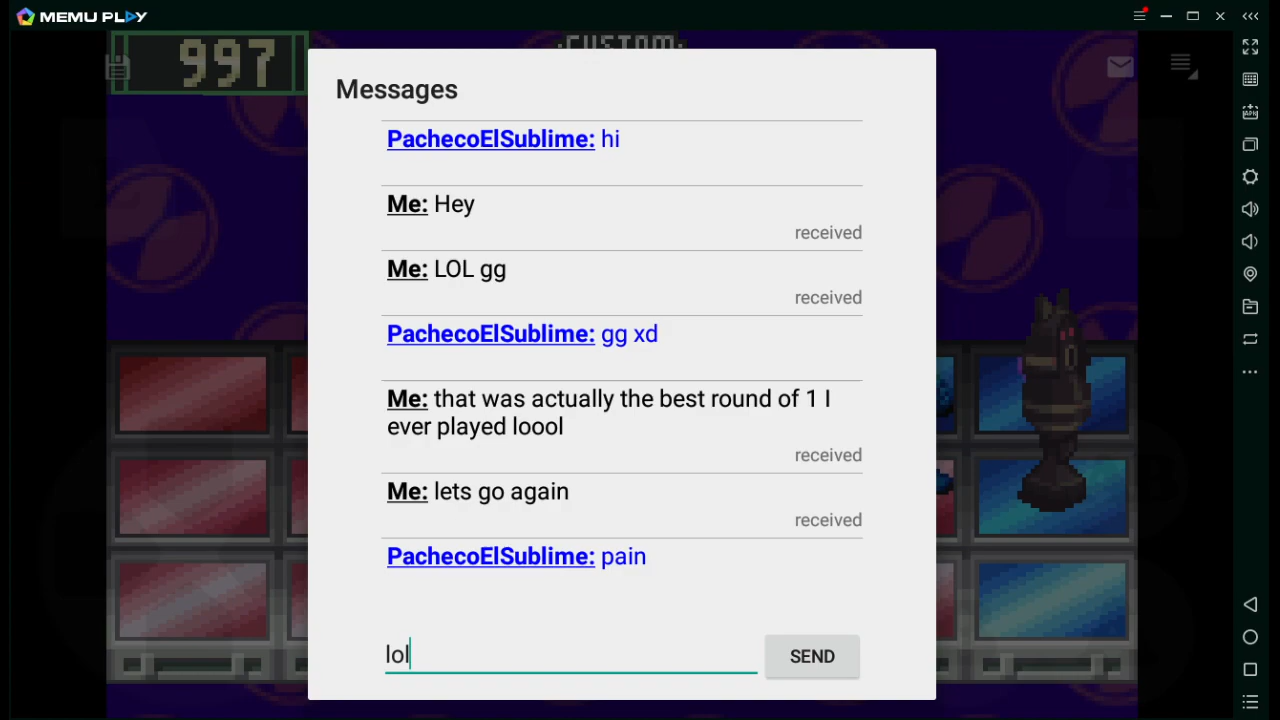 MEMU PLAY
997
CUSTOM
Messages
PachecoElSublime: hi
Me: Hey
received
Me: LOL gg
received
PachecoElSublime: gg xd
Me: that was actually the best round of 1 I
ever played loool
received
Me: lets go again
received
PachecoElSublime: pain
lol
SEND